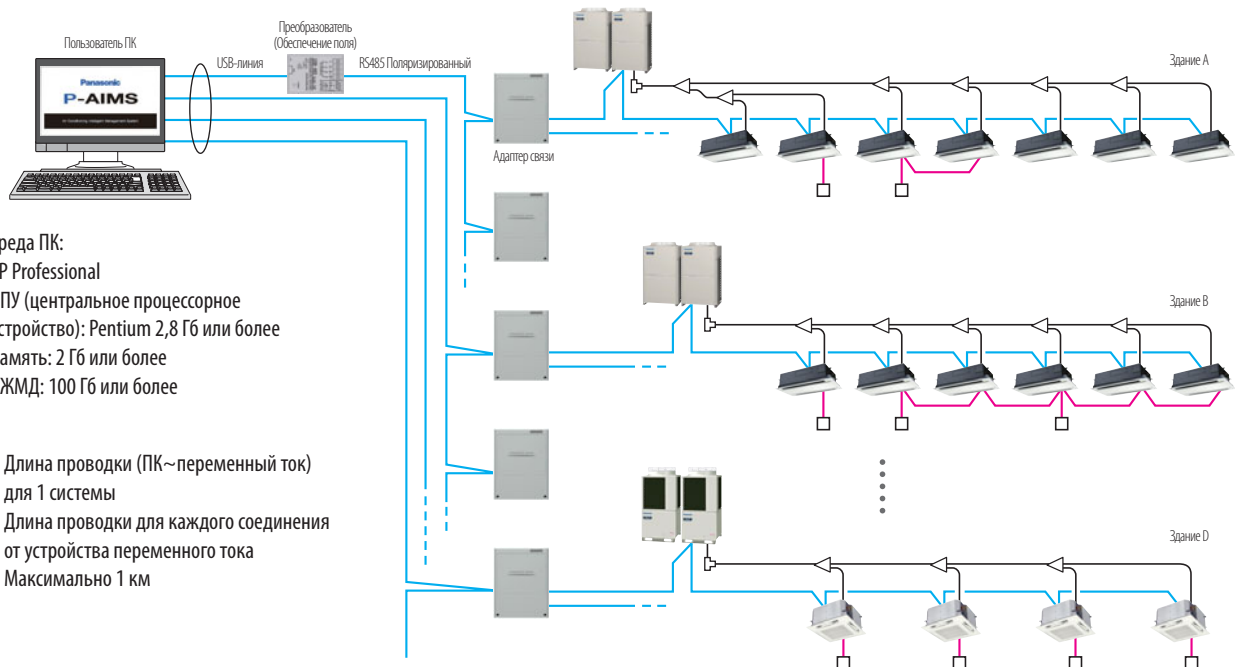 Пользователь ПК
Panasonic
P-AIMS
USB-линия
Преобразователь
(Обеспечение поля)
RS485 Поляризированный
Адаптер связи
Здание A
Здание B
Здание D
реда ПК:
P Professional
ПУ (центральное процессорное
стройство): Pentium 2,8 Гб или более
амять: 2 Гб или более
ЖМД: 100 Гб или более
Длина проводки (ПК~переменный ток)
для 1 системы
Длина проводки для каждого соединения
от устройства переменного тока
Максимально 1 км